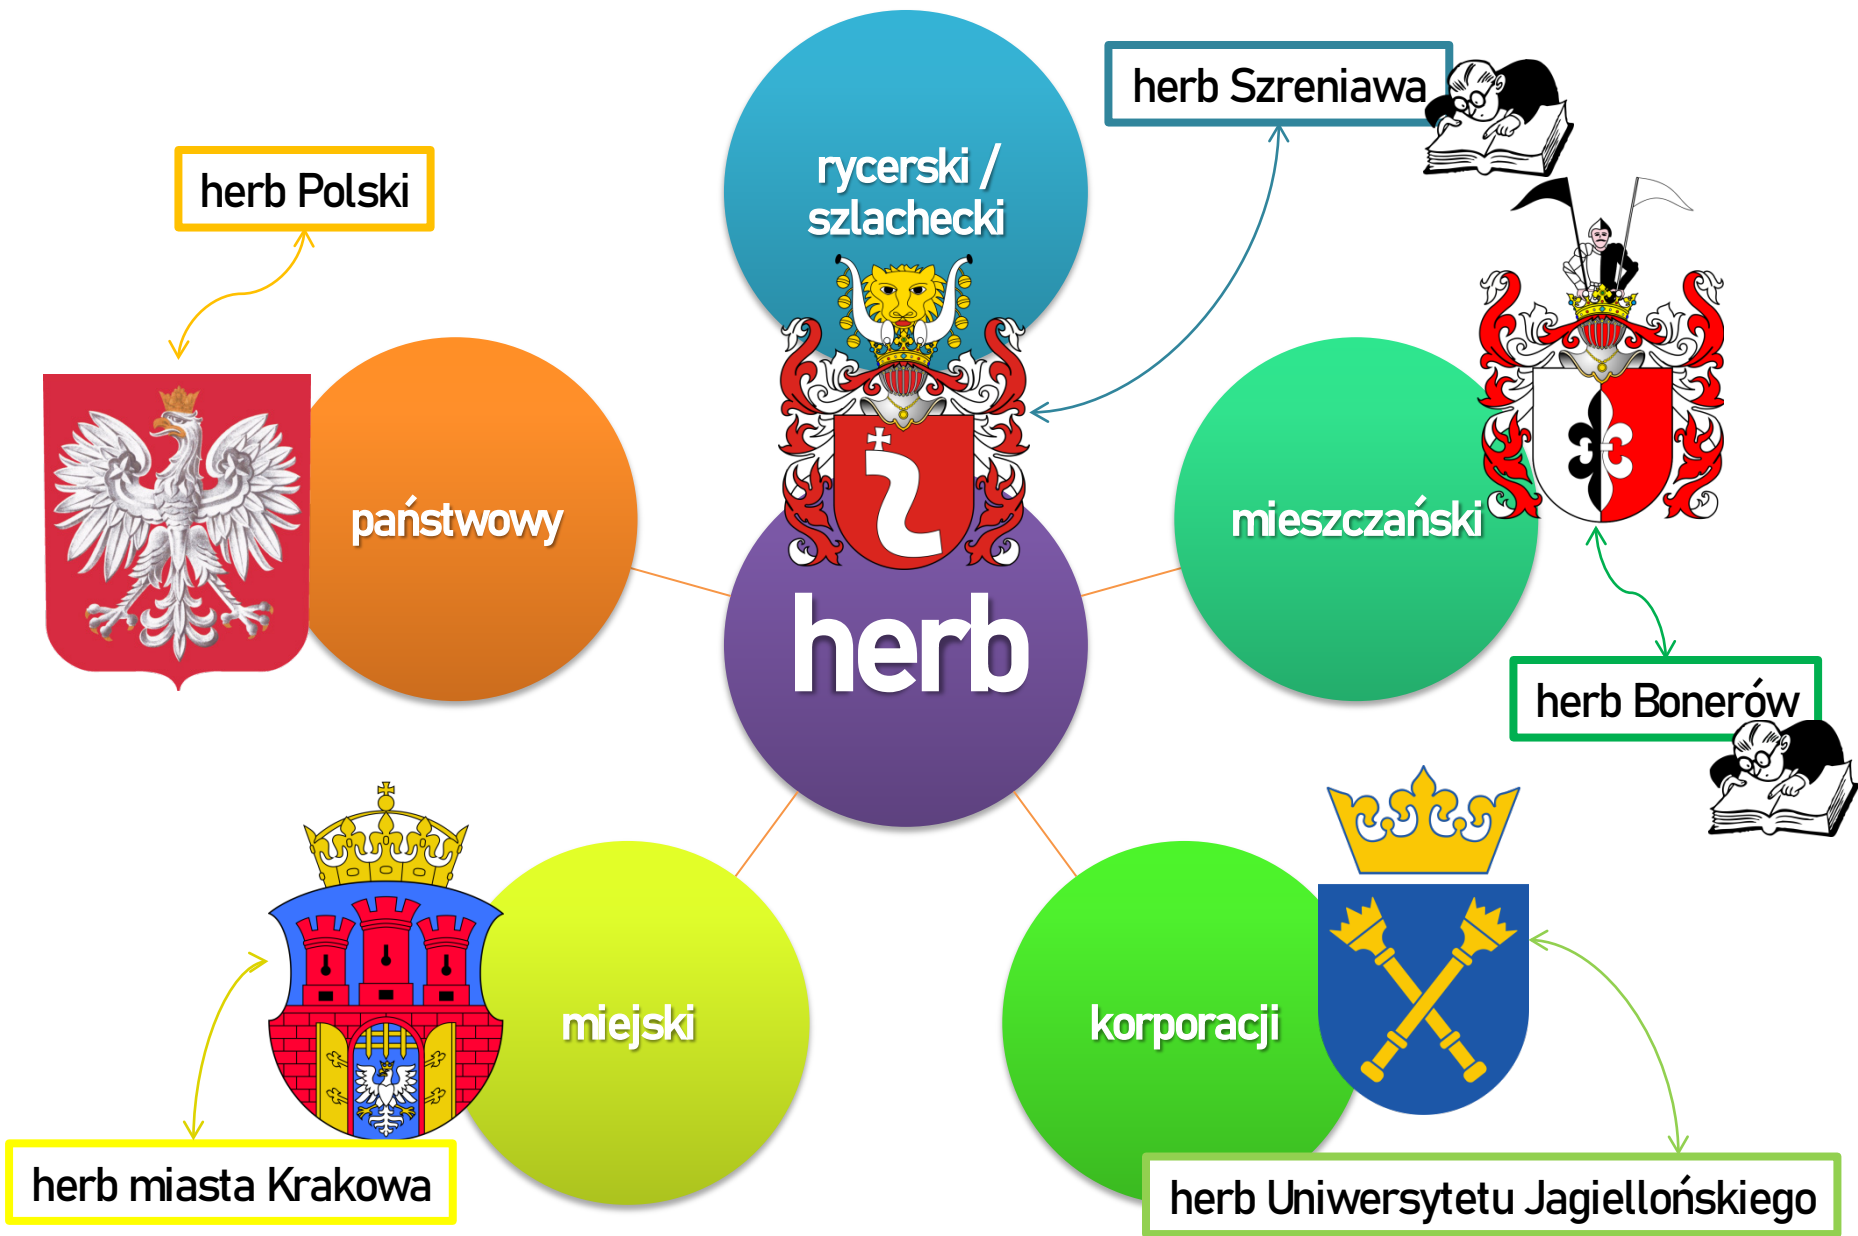 herb Szreniawa
rycerski /
szlachecki
herb Polski
państwowy
mieszczański
herb
herb Bonerów
miejski
korporacji
herb miasta Krakowa
herb Uniwersytetu Jagiellońskiego